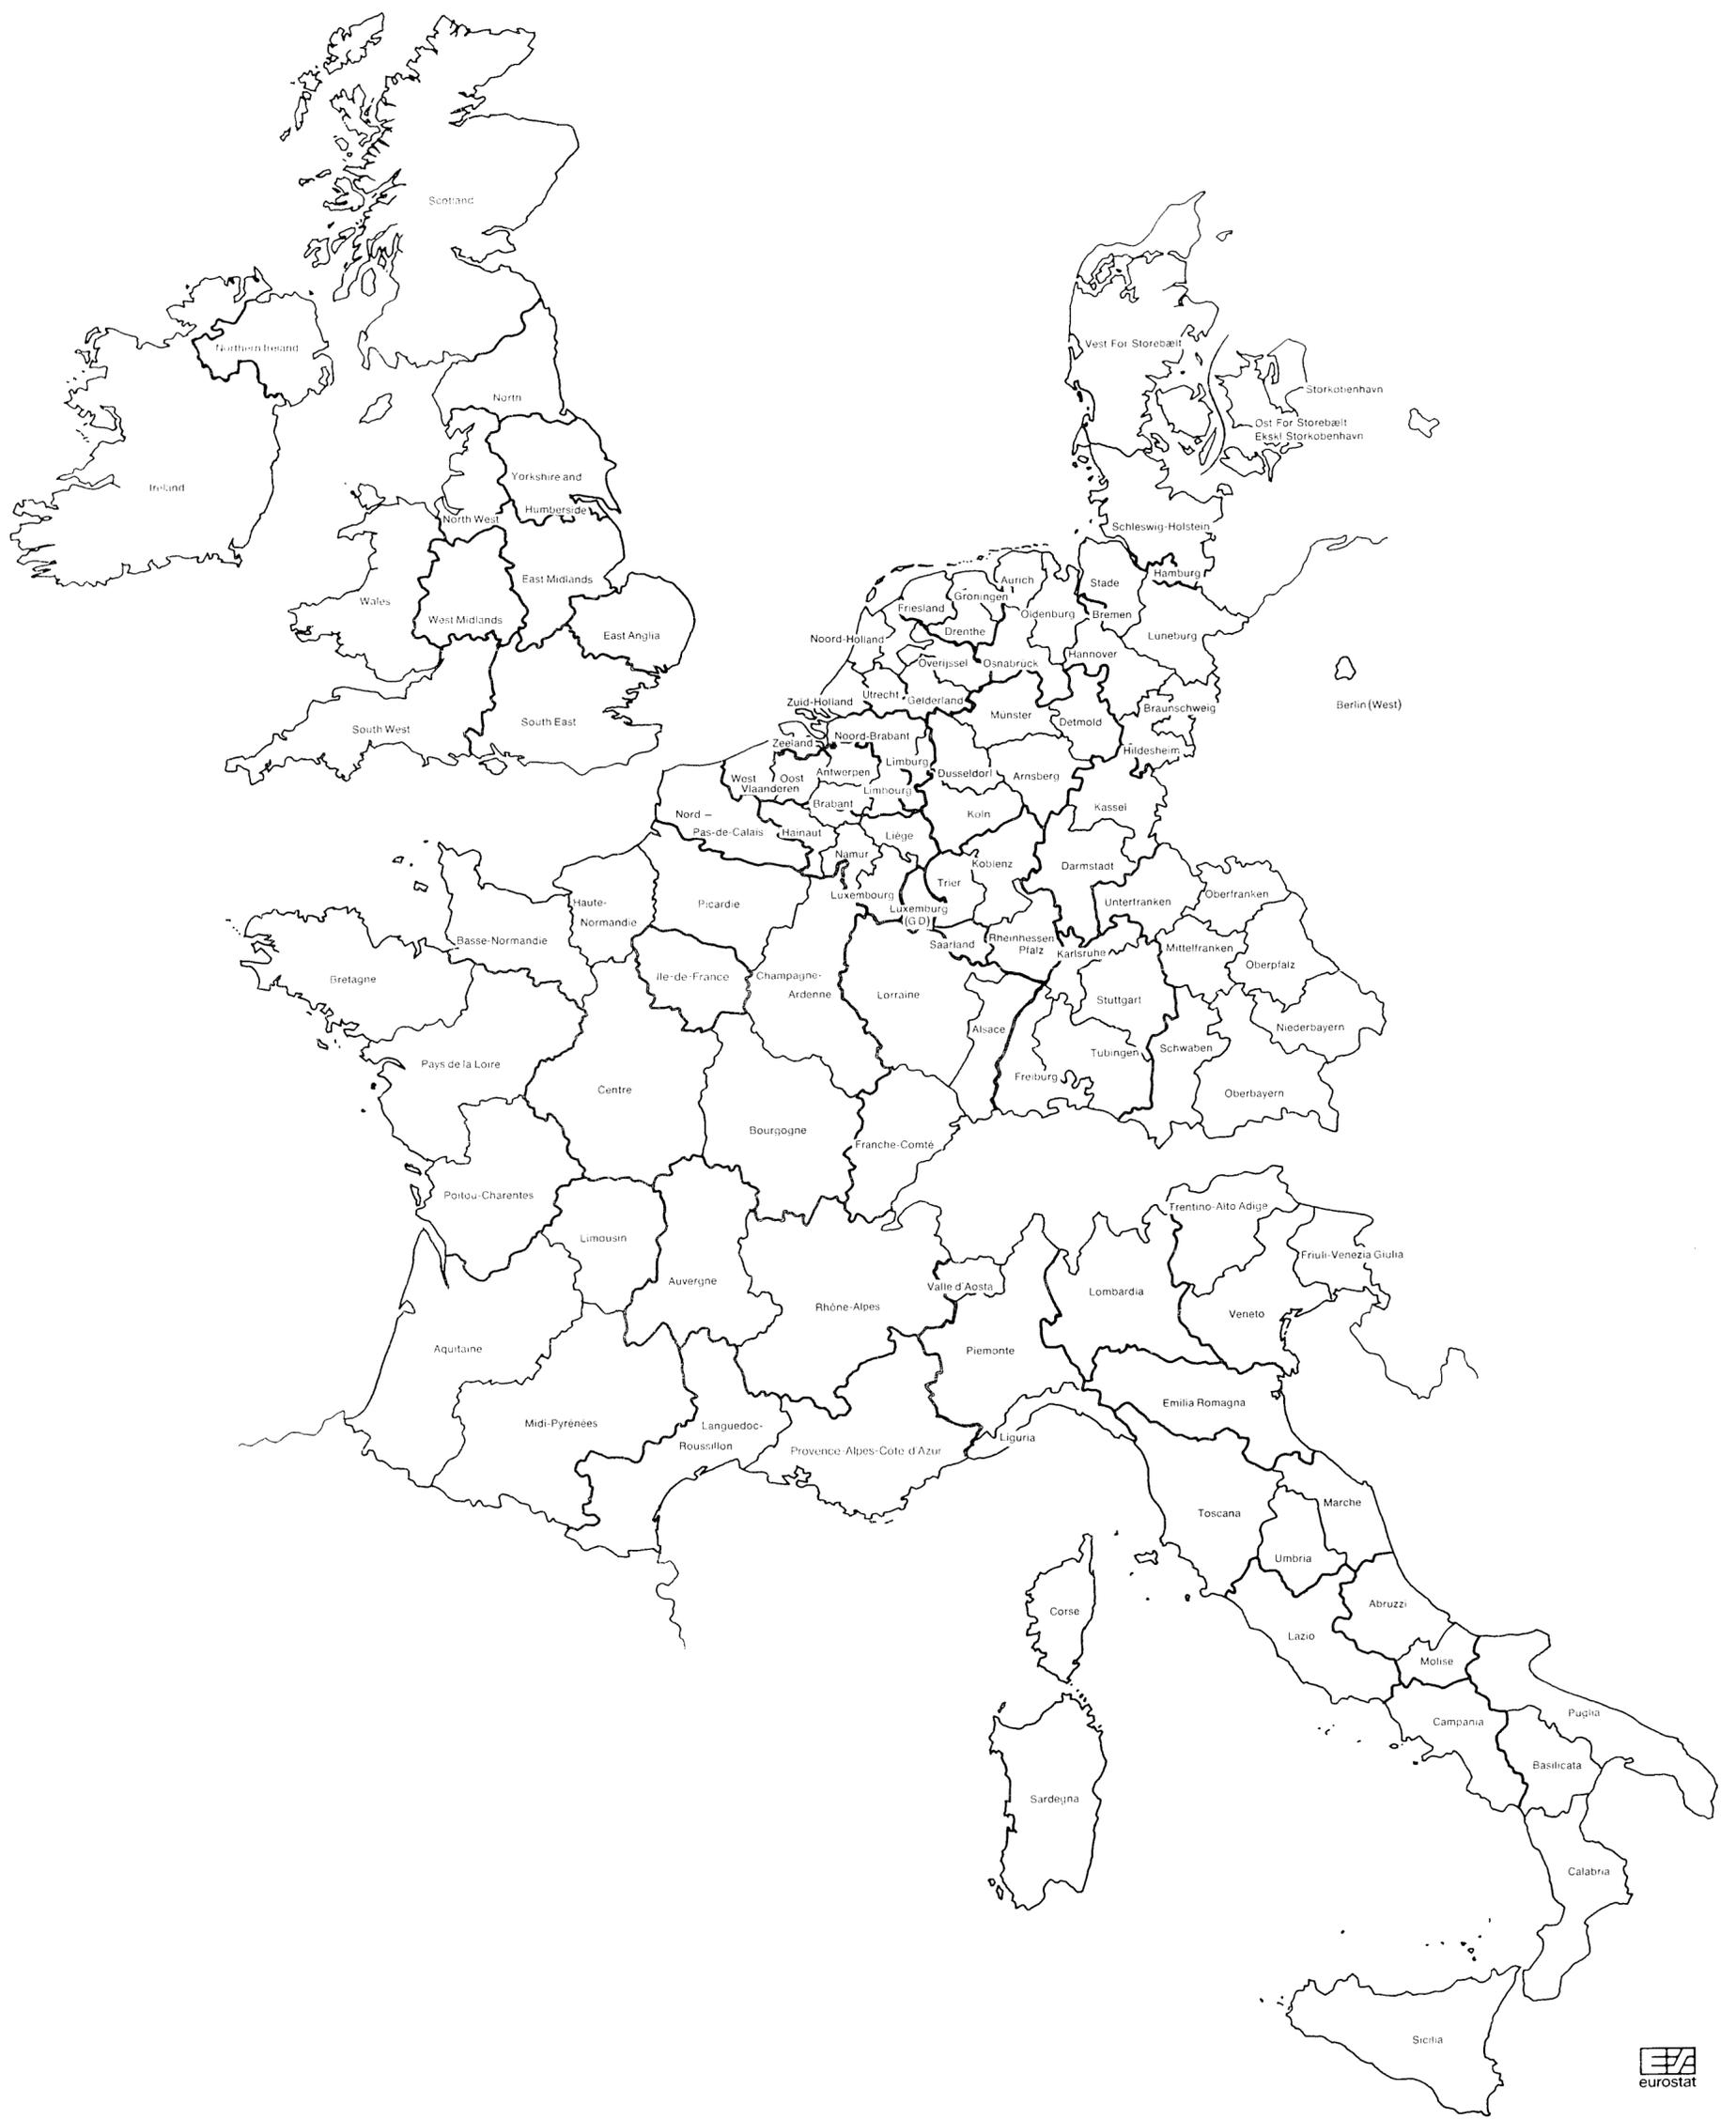 Scotland
Northern Ireland
Ireland
North
Yorkshire and
Humberside
North West
East Midlands
Wales
West Midlands
East Anglia
South West
South East
Vest For Storebælt
Storkobenhavn
Ost For Storebælt
Ekskl Storkobenhavn
Schleswig-Holstein
Hamburg
Stade
Bremen
Luneburg
Aurich
Oldenburg
Groningen
Friesland
Drenthe
Noord-Holland
Overijssel
Osnabruck
Hannover
Utrecht
Gelderland
Zuid-Holland
Munster
Detmold
Braunschweig
Berlin (West)
Hildesheim
Zeeland
Noord-Brabant
Limburg
Dusseldorf
Arnsberg
West
Vlaanderen
Oost
Antwerpen
Limbourg
Brabant
Kassel
Koln
Nord –
Pas-de-Calais
Hainaut
Liége
Namur
Koblenz
Darmstadt
Trier
Luxembourg
Luxemburg
(G D)
Unterfranken
Oberfranken
Picardie
Haute-
Normandie
Basse-Normandie
Saarland
Rheinhessen
Pfalz
Karlsruhe
Mittelfranken
Oberpfalz
Bretagne
Ile-de-France
Champagne-
Ardenne
Lorraine
Alsace
Stuttgart
Niederbayern
Tubingen
Schwaben
Freiburg
Oberbayern
Pays de la Loire
Centre
Bourgogne
Franche-Comté
Poitou-Charentes
Limousin
Auvergne
Rhône-Alpes
Valle d'Aosta
Trentino-Alto Adige
Friuli-Venezia Giulia
Lombardia
Veneto
Aquitaine
Piemonte
Emilia Romagna
Midi-Pyrénées
Languedoc-
Roussillon
Provence-Alpes-Cote d'Azur
Liguria
Toscana
Marche
Umbria
Corse
Abruzzi
Lazio
Molise
Campania
Puglia
Basilicata
Sardegna
Calabria
Sicilia
eurostat